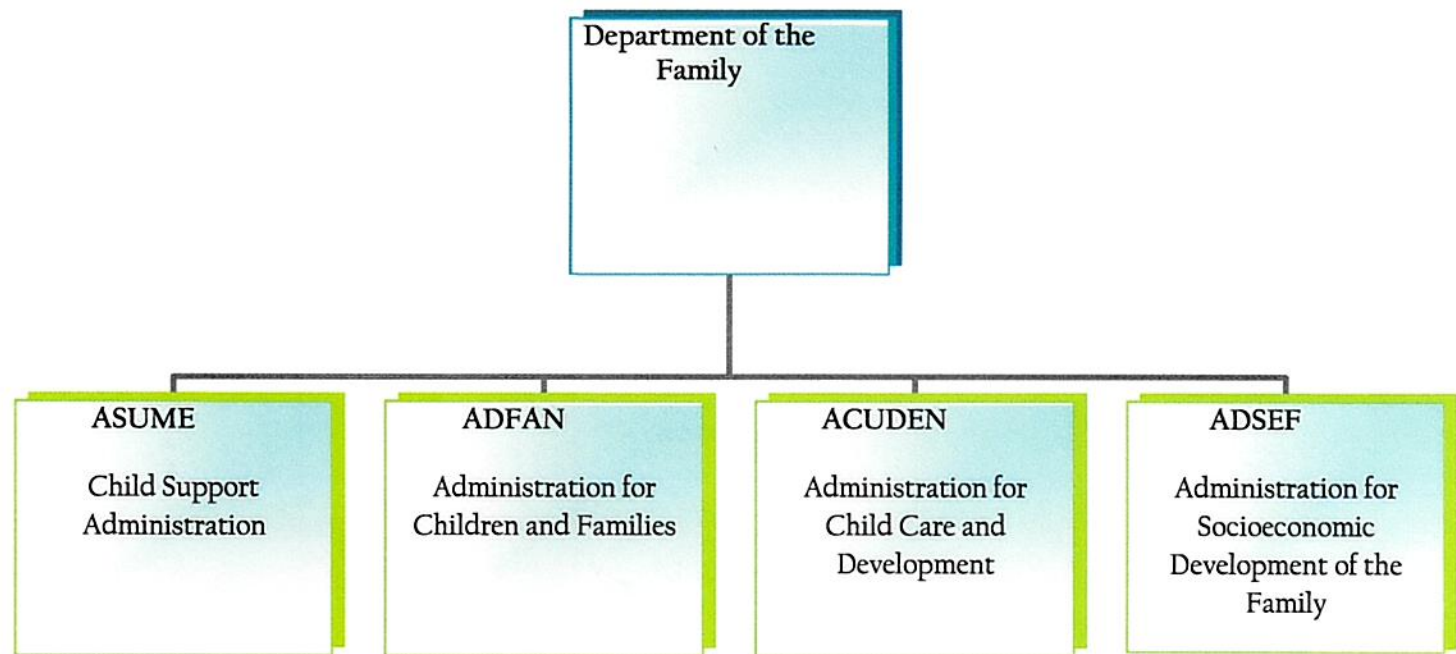 Department of the
Family
ASUME
Child Support
Administration
ADFAN
Administration for
Children and Families
ACUDEN
Administration for
Child Care and
Development
ADSEF
Administration for
Socioeconomic
Development of the
Family